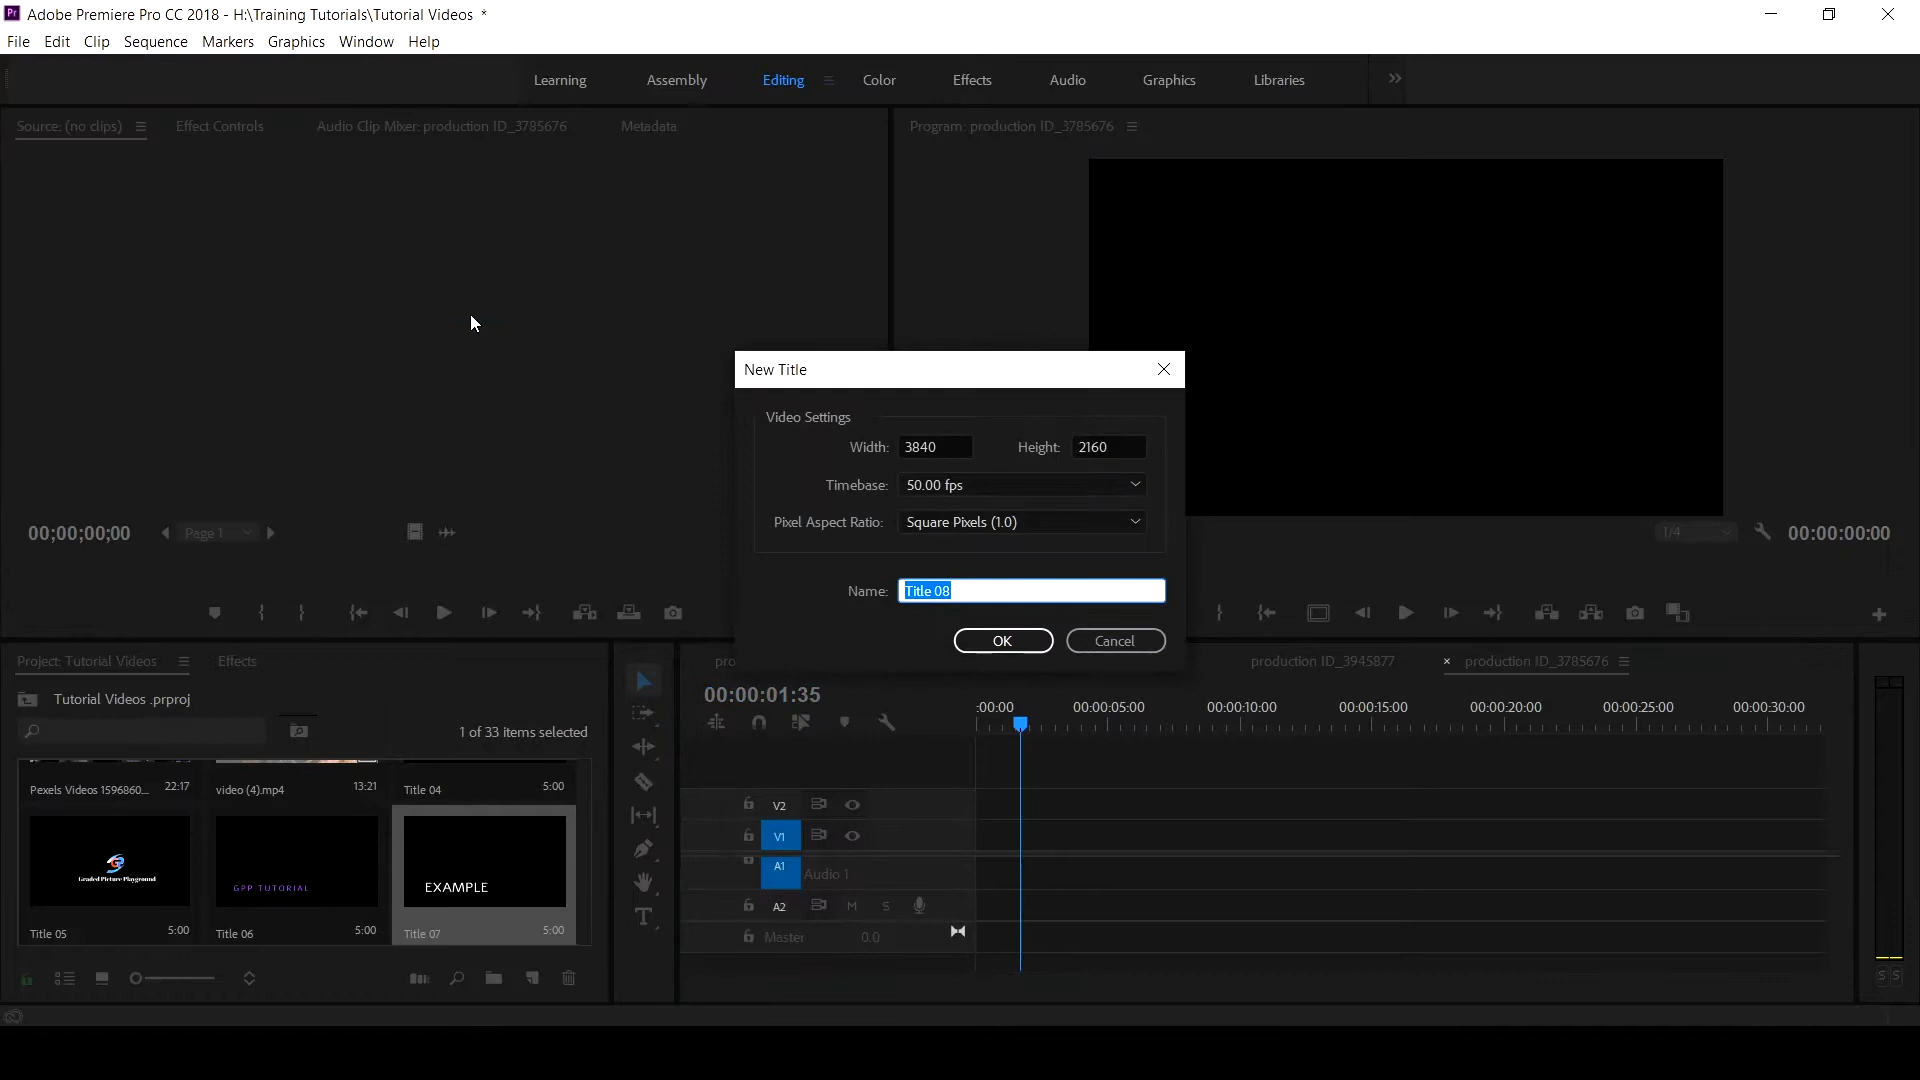 Adobe Premiere Pro CC 2018 - H:\Training Tutorials\Tutorial Videos *
File Edit Clip Sequence Markers Graphics Window Help
Learning Assembly Editing Color Effects Audio Graphics Libraries
Source: (no clips) Effect Controls Audio Clip Mixer: production ID_3785676 Metadata
Program: production ID_3785676
New Title
Video Settings
Width: 3840 Height: 2160
Timebase: 50.00 fps
Pixel Aspect Ratio: Square Pixels (1.0)
Name: Title 08
OK Cancel
00;00;00;00 Page 1
1/4 00:00:00:00
Project: Tutorial Videos Effects
Tutorial Videos .prproj
1 of 33 items selected
Pexels Videos 1596860... 22:17 video (4).mp4 13:21 Title 04 5:00
Graded Picture Playground
GPP TUTORIAL
EXAMPLE
Title 05 5:00 Title 06 5:00 Title 07 5:00
pro production ID_3945877 × production ID_3785676
00:00:01:35
:00:00 00:00:05:00 00:00:10:00 00:00:15:00 00:00:20:00 00:00:25:00 00:00:30:00
V2
V1
A1 Audio 1
A2 M S
Master 0.0
S S